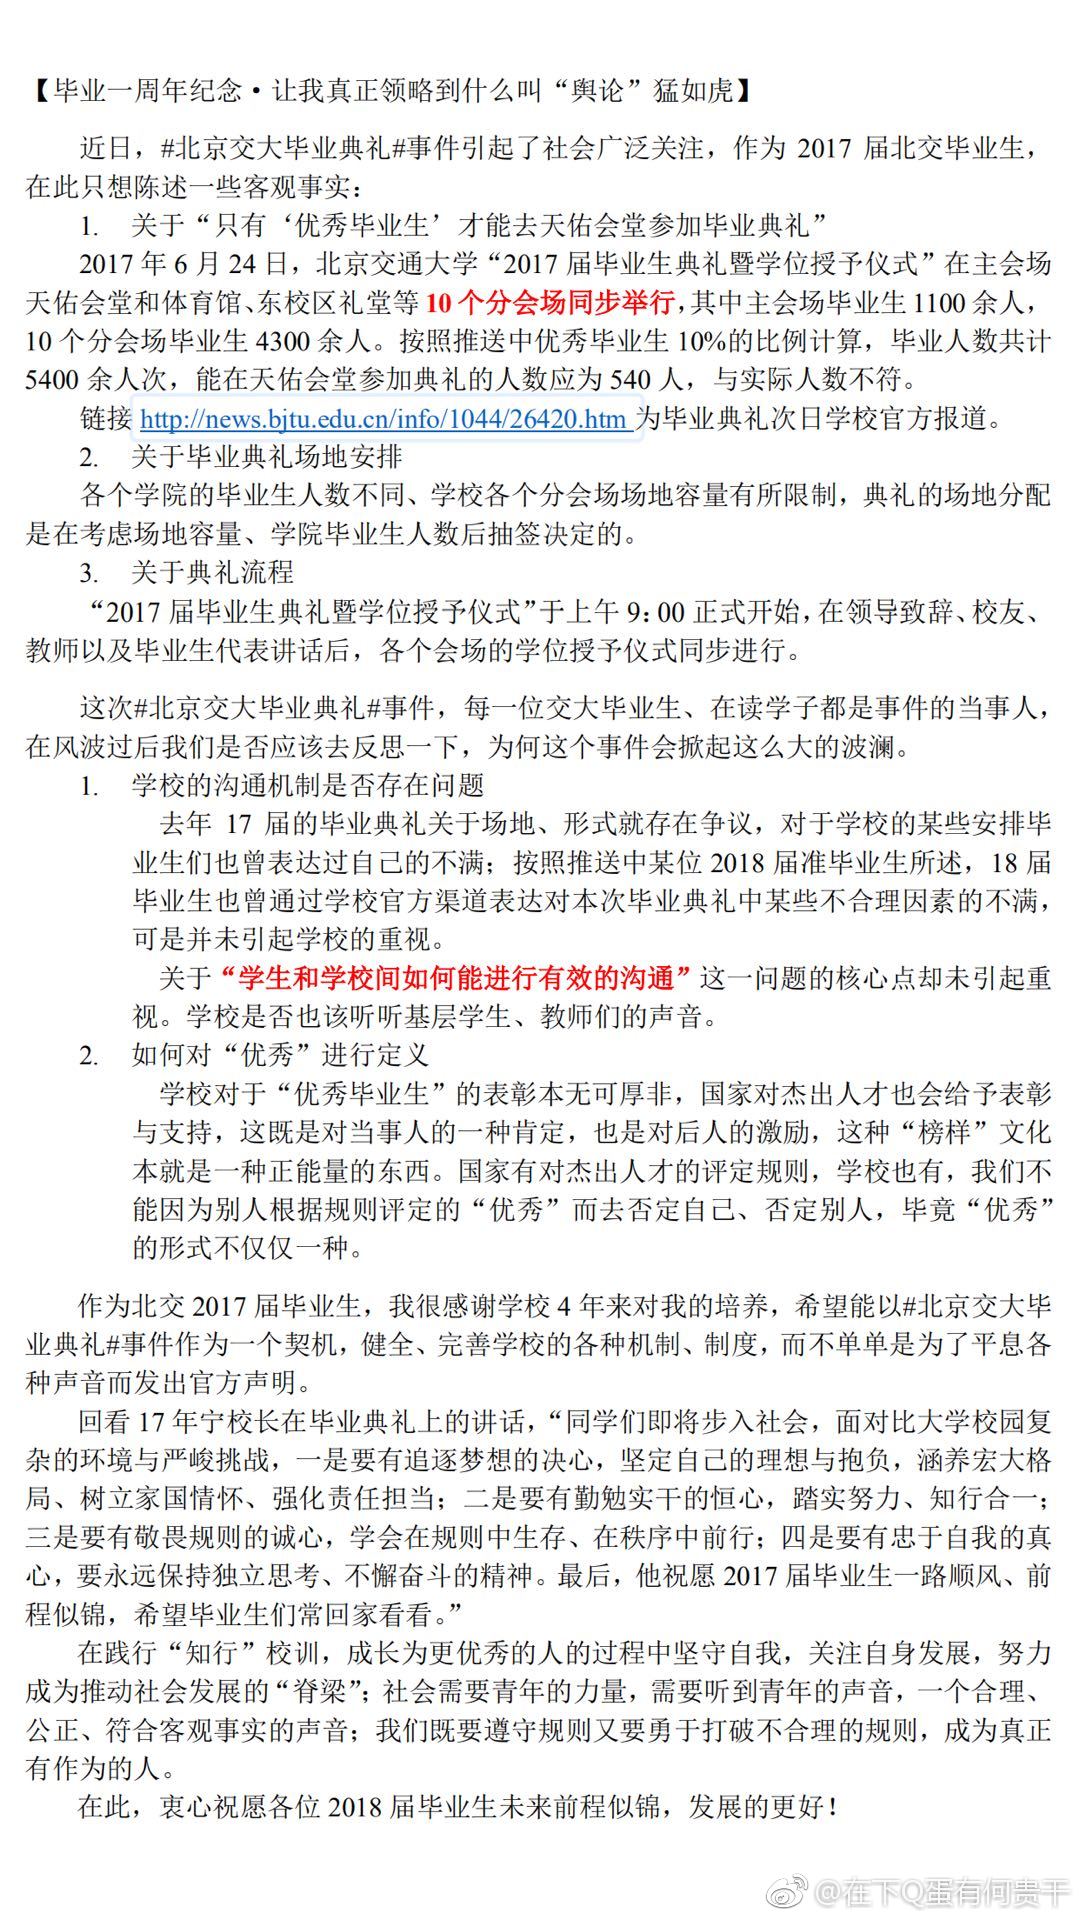 【毕业一周年纪念·让我真正领略到什么叫“舆论”猛如虎】
近日，#北京交大毕业典礼#事件引起了社会广泛关注，作为 2017 届北交毕业生，
在此只想陈述一些客观事实：
1. 关于“只有‘优秀毕业生’才能去天佑会堂参加毕业典礼”
2017 年 6 月 24 日，北京交通大学“2017 届毕业生典礼暨学位授予仪式”在主会场
天佑会堂和体育馆、东校区礼堂等 10 个分会场同步举行，其中主会场毕业生 1100 余人，
10 个分会场毕业生 4300 余人。按照推送中优秀毕业生 10%的比例计算，毕业人数共计
5400 余人次，能在天佑会堂参加典礼的人数应为 540 人，与实际人数不符。
链接 http://news.bjtu.edu.cn/info/1044/26420.htm 为毕业典礼次日学校官方报道。
2. 关于毕业典礼场地安排
各个学院的毕业生人数不同、学校各个分会场场地容量有所限制，典礼的场地分配
是在考虑场地容量、学院毕业生人数后抽签决定的。
3. 关于典礼流程
“2017 届毕业生典礼暨学位授予仪式”于上午 9：00 正式开始，在领导致辞、校友、
教师以及毕业生代表讲话后，各个会场的学位授予仪式同步进行。
这次#北京交大毕业典礼#事件，每一位交大毕业生、在读学子都是事件的当事人，
在风波过后我们是否应该去反思一下，为何这个事件会掀起这么大的波澜。
1. 学校的沟通机制是否存在问题
去年 17 届的毕业典礼关于场地、形式就存在争议，对于学校的某些安排毕
业生们也曾表达过自己的不满；按照推送中某位 2018 届准毕业生所述，18 届
毕业生也曾通过学校官方渠道表达对本次毕业典礼中某些不合理因素的不满，
可是并未引起学校的重视。
关于“学生和学校间如何能进行有效的沟通”这一问题的核心点却未引起重
视。学校是否也该听听基层学生、教师们的声音。
2. 如何对“优秀”进行定义
学校对于“优秀毕业生”的表彰本无可厚非，国家对杰出人才也会给予表彰
与支持，这既是对当事人的一种肯定，也是对后人的激励，这种“榜样”文化
本就是一种正能量的东西。国家有对杰出人才的评定规则，学校也有，我们不
能因为别人根据规则评定的“优秀”而去否定自己、否定别人，毕竟“优秀”
的形式不仅仅一种。
作为北交 2017 届毕业生，我很感谢学校 4 年来对我的培养，希望能以#北京交大毕
业典礼#事件作为一个契机，健全、完善学校的各种机制、制度，而不单单是为了平息各
种声音而发出官方声明。
回看 17 年宁校长在毕业典礼上的讲话，“同学们即将步入社会，面对比大学校园复
杂的环境与严峻挑战，一是要有追逐梦想的决心，坚定自己的理想与抱负，涵养宏大格
局、树立家国情怀、强化责任担当；二是要有勤勉实干的恒心，踏实努力、知行合一；
三是要有敬畏规则的诚心，学会在规则中生存、在秩序中前行；四是要有忠于自我的真
心，要永远保持独立思考、不懈奋斗的精神。最后，他祝愿 2017 届毕业生一路顺风、前
程似锦，希望毕业生们常回家看看。”
在践行“知行”校训，成长为更优秀的人的过程中坚守自我，关注自身发展，努力
成为推动社会发展的“脊梁”；社会需要青年的力量，需要听到青年的声音，一个合理、
公正、符合客观事实的声音；我们既要遵守规则又要勇于打破不合理的规则，成为真正
有作为的人。
在此，衷心祝愿各位 2018 届毕业生未来前程似锦，发展的更好！
@在下Q蛋有何贵干